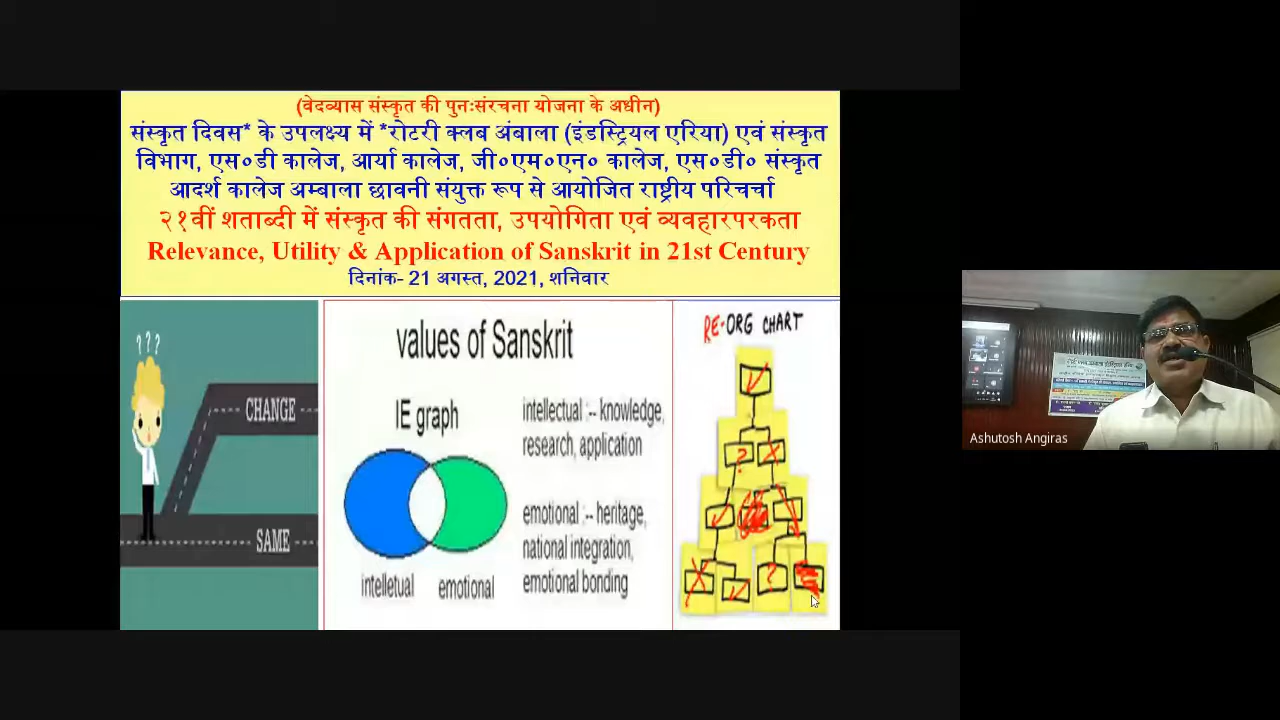 (वेदव्यास संस्कृत की पुनःसंरचना योजना के अधीन)
संस्कृत दिवस* के उपलक्ष्य में *रोटरी क्लब अंबाला (इंडस्ट्रियल एरिया) एवं संस्कृत
विभाग, एस०डी कालेज, आर्या कालेज, जी०एम०एन० कालेज, एस०डी० संस्कृत
आदर्श कालेज अम्बाला छावनी संयुक्त रूप से आयोजित राष्ट्रीय परिचर्चा
२१वीं शताब्दी में संस्कृत की संगतता, उपयोगिता एवं व्यवहारपरकता
Relevance, Utility & Application of Sanskrit in 21st Century
दिनांक- 21 अगस्त, 2021, शनिवार
? ? ?
CHANGE
SAME
values of Sanskrit
IE graph
intellectual :-- knowledge,
research, application
emotional :-- heritage,
national integration,
emotional bonding
intelletual emotional
RE-ORG CHART
?
?
Ashutosh Angiras